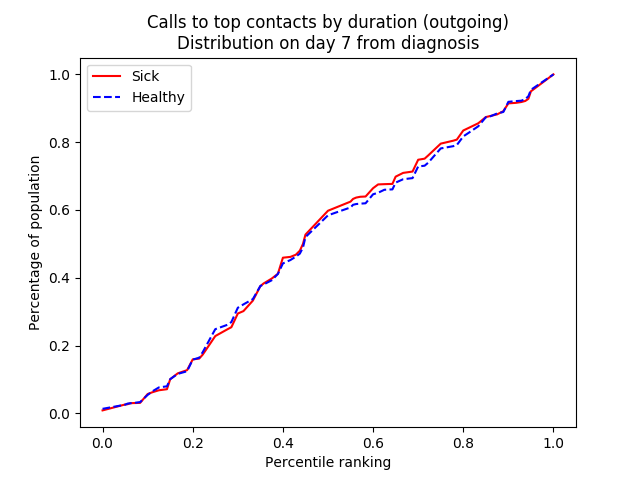 Calls to top contacts by duration (outgoing)
Distribution on day 7 from diagnosis
Sick
Healthy
1.0
0.8
0.6
0.4
0.2
0.0
Percentage of population
0.0 0.2 0.4 0.6 0.8 1.0
Percentile ranking